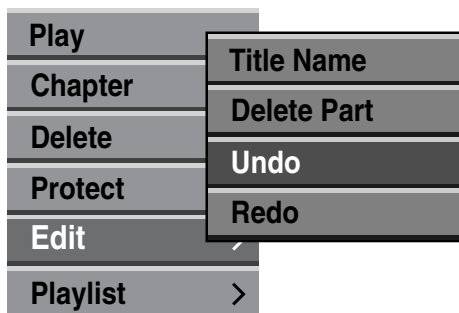 Play
Chapter
Delete
Protect
Edit
Playlist >
Title Name
Delete Part
Undo
Redo